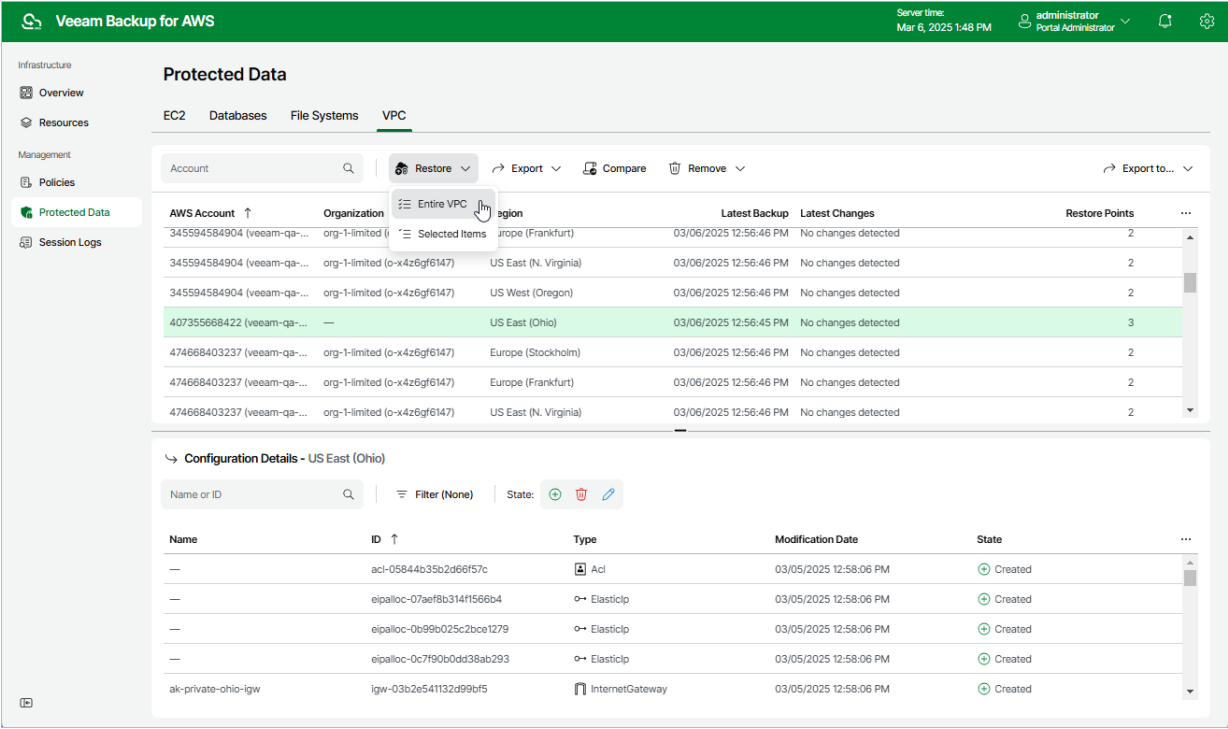 Veeam Backup for AWS
Server time:
Mar 6, 2025 1:48 PM
administrator
Portal Administrator
Infrastructure
Overview
Resources
Management
Policies
Protected Data
Session Logs
Protected Data
EC2 Databases File Systems VPC
Account Restore Export Compare Remove Export to...
Entire VPC
Selected Items
AWS Account Organization egion Latest Backup Latest Changes Restore Points
345594584904 (veeam-qa-... org-1-limited ( urope (Frankfurt) 03/06/2025 12:56:46 PM No changes detected 2
345594584904 (veeam-qa-... org-1-limited (o-x4z6gf6147) US East (N. Virginia) 03/06/2025 12:56:46 PM No changes detected 2
345594584904 (veeam-qa-... org-1-limited (o-x4z6gf6147) US West (Oregon) 03/06/2025 12:56:46 PM No changes detected 2
407355668422 (veeam-qa-... — US East (Ohio) 03/06/2025 12:56:45 PM No changes detected 3
474668403237 (veeam-qa-... org-1-limited (o-x4z6gf6147) Europe (Stockholm) 03/06/2025 12:56:46 PM No changes detected 2
474668403237 (veeam-qa-... org-1-limited (o-x4z6gf6147) Europe (Frankfurt) 03/06/2025 12:56:46 PM No changes detected 2
474668403237 (veeam-qa-... org-1-limited (o-x4z6gf6147) US East (N. Virginia) 03/06/2025 12:56:46 PM No changes detected 2
Configuration Details - US East (Ohio)
Name or ID Filter (None) State:
Name ID Type Modification Date State
— acl-05844b35b2d66f57c Acl 03/05/2025 12:58:06 PM Created
— eipalloc-07aef8b314f1566b4 ElasticIp 03/05/2025 12:58:06 PM Created
— eipalloc-0b99b025c2bce1279 ElasticIp 03/05/2025 12:58:06 PM Created
— eipalloc-0c7f90b0dd38ab293 ElasticIp 03/05/2025 12:58:06 PM Created
ak-private-ohio-igw igw-03b2e541132d99bf5 InternetGateway 03/05/2025 12:58:06 PM Created